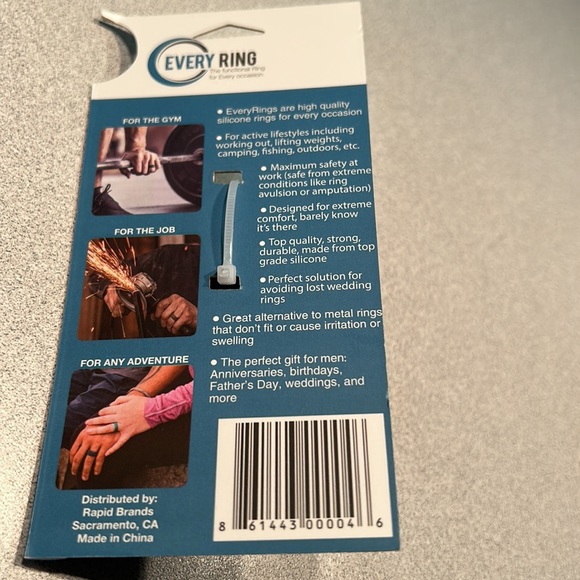 EVERY RING
The functional Ring
for Every occasion
FOR THE GYM
FOR THE JOB
FOR ANY ADVENTURE
• EveryRings are high quality
silicone rings for every occasion
• For active lifestyles including
working out, lifting weights,
camping, fishing, outdoors, etc.
• Maximum safety at
work (safe from extreme
conditions like ring
avulsion or amputation)
• Designed for extreme
comfort, barely know
it's there
• Top quality, strong,
durable, made from top
grade silicone
• Perfect solution for
avoiding lost wedding
rings
• Great alternative to metal rings
that don't fit or cause irritation or
swelling
• The perfect gift for men:
Anniversaries, birthdays,
Father's Day, weddings, and
more
Distributed by:
Rapid Brands
Sacramento, CA
Made in China
8 61443 00004 6